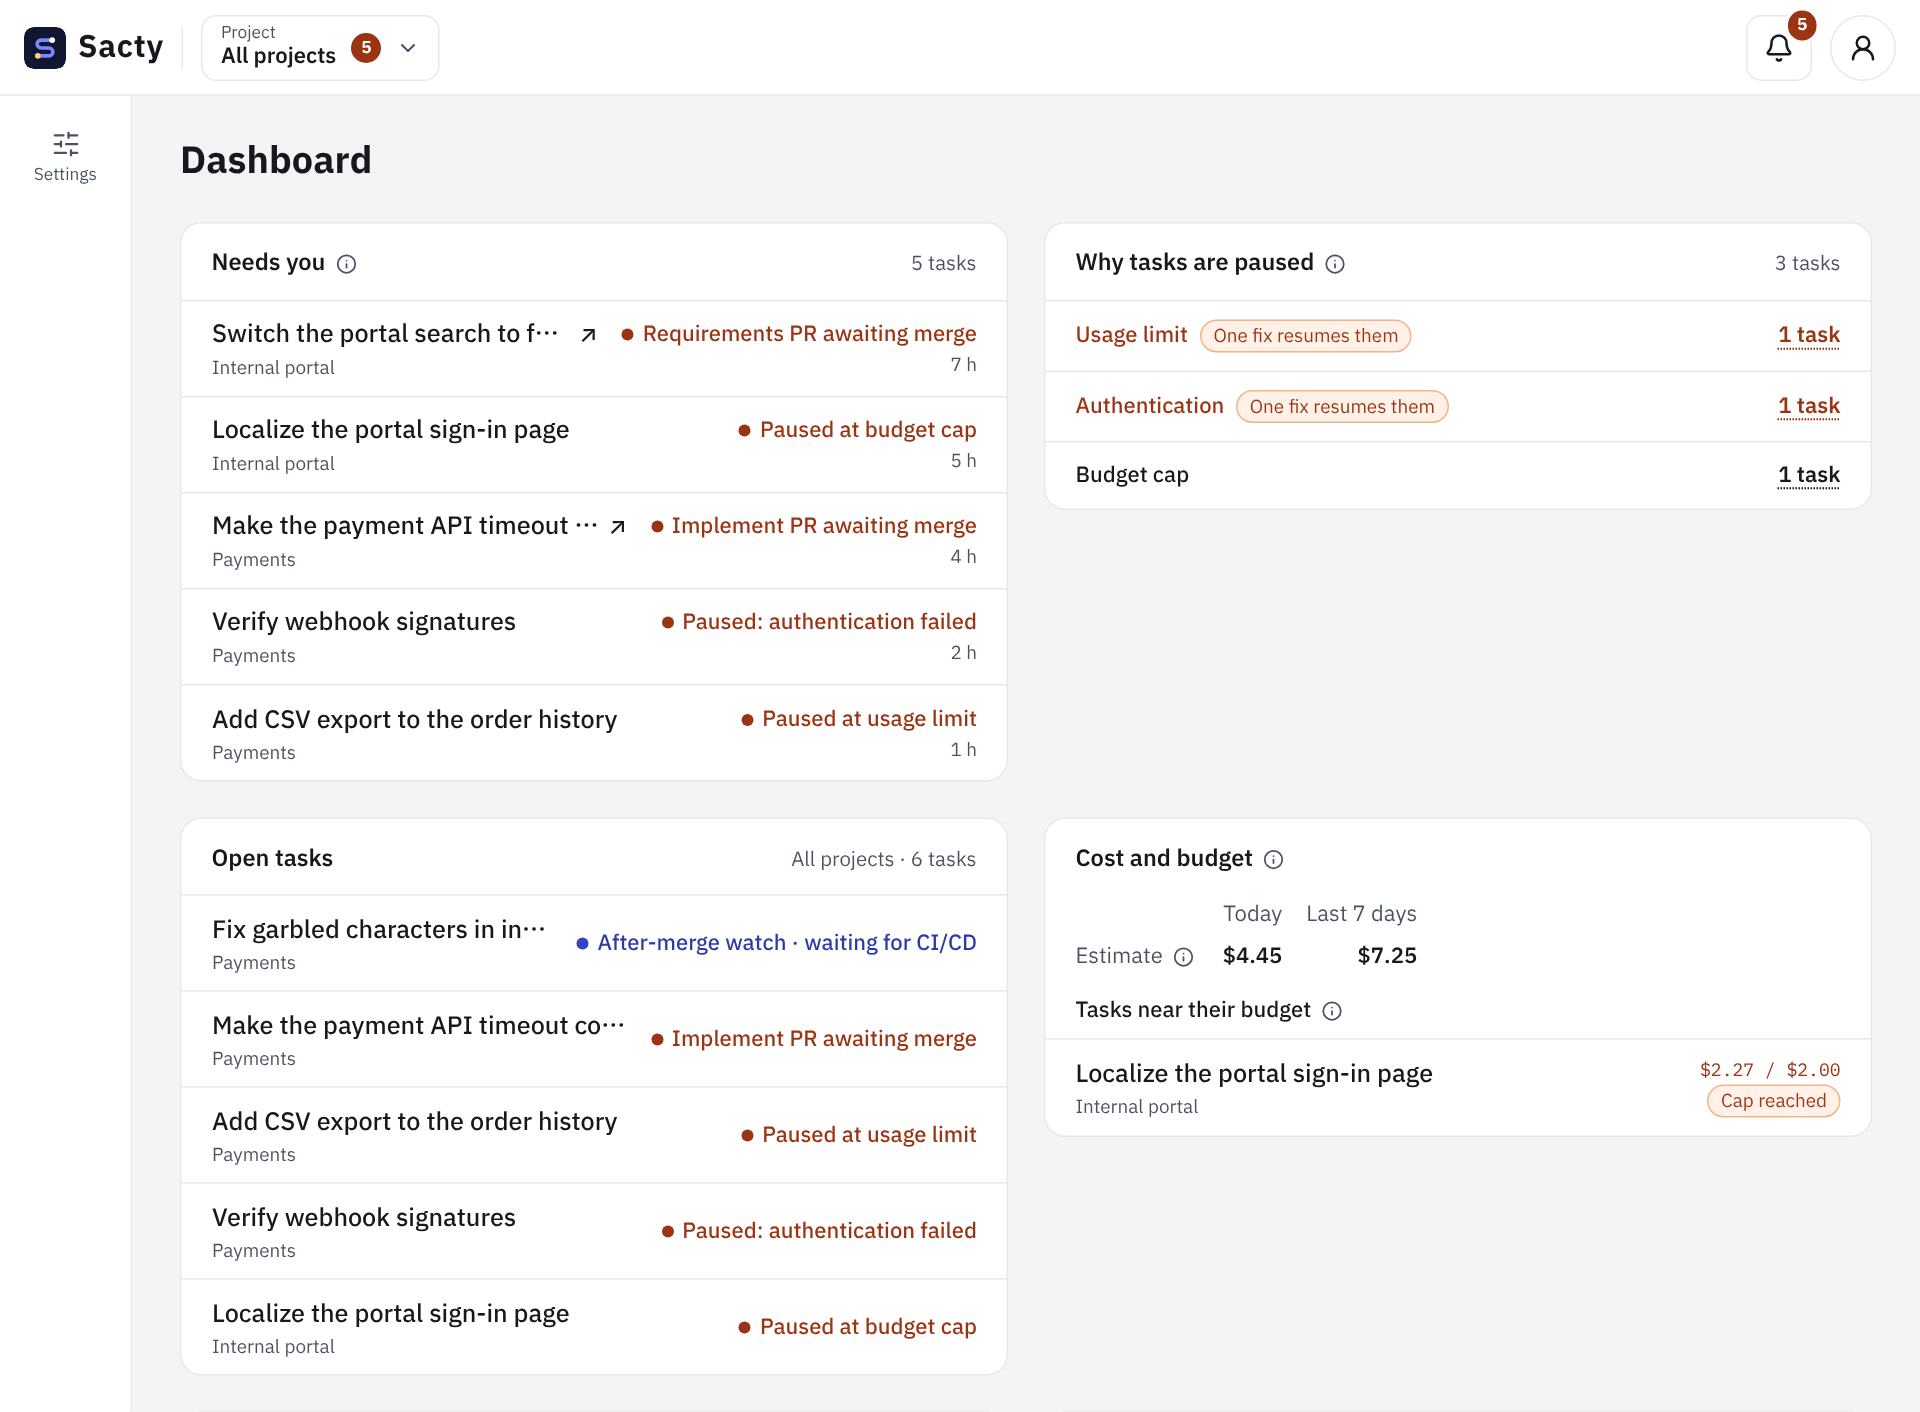 Sacty
Project
All projects 5
5
Settings
Dashboard
Needs you
5 tasks
Switch the portal search to f···
Requirements PR awaiting merge
Internal portal
7 h
Localize the portal sign-in page
Paused at budget cap
Internal portal
5 h
Make the payment API timeout ···
Implement PR awaiting merge
Payments
4 h
Verify webhook signatures
Paused: authentication failed
Payments
2 h
Add CSV export to the order history
Paused at usage limit
Payments
1 h
Why tasks are paused
3 tasks
Usage limit
One fix resumes them
1 task
Authentication
One fix resumes them
1 task
Budget cap
1 task
Open tasks
All projects · 6 tasks
Fix garbled characters in in···
After-merge watch · waiting for CI/CD
Payments
Make the payment API timeout co···
Implement PR awaiting merge
Payments
Add CSV export to the order history
Paused at usage limit
Payments
Verify webhook signatures
Paused: authentication failed
Payments
Localize the portal sign-in page
Paused at budget cap
Internal portal
Cost and budget
Today Last 7 days
Estimate $4.45 $7.25
Tasks near their budget
Localize the portal sign-in page
$2.27 / $2.00
Internal portal
Cap reached